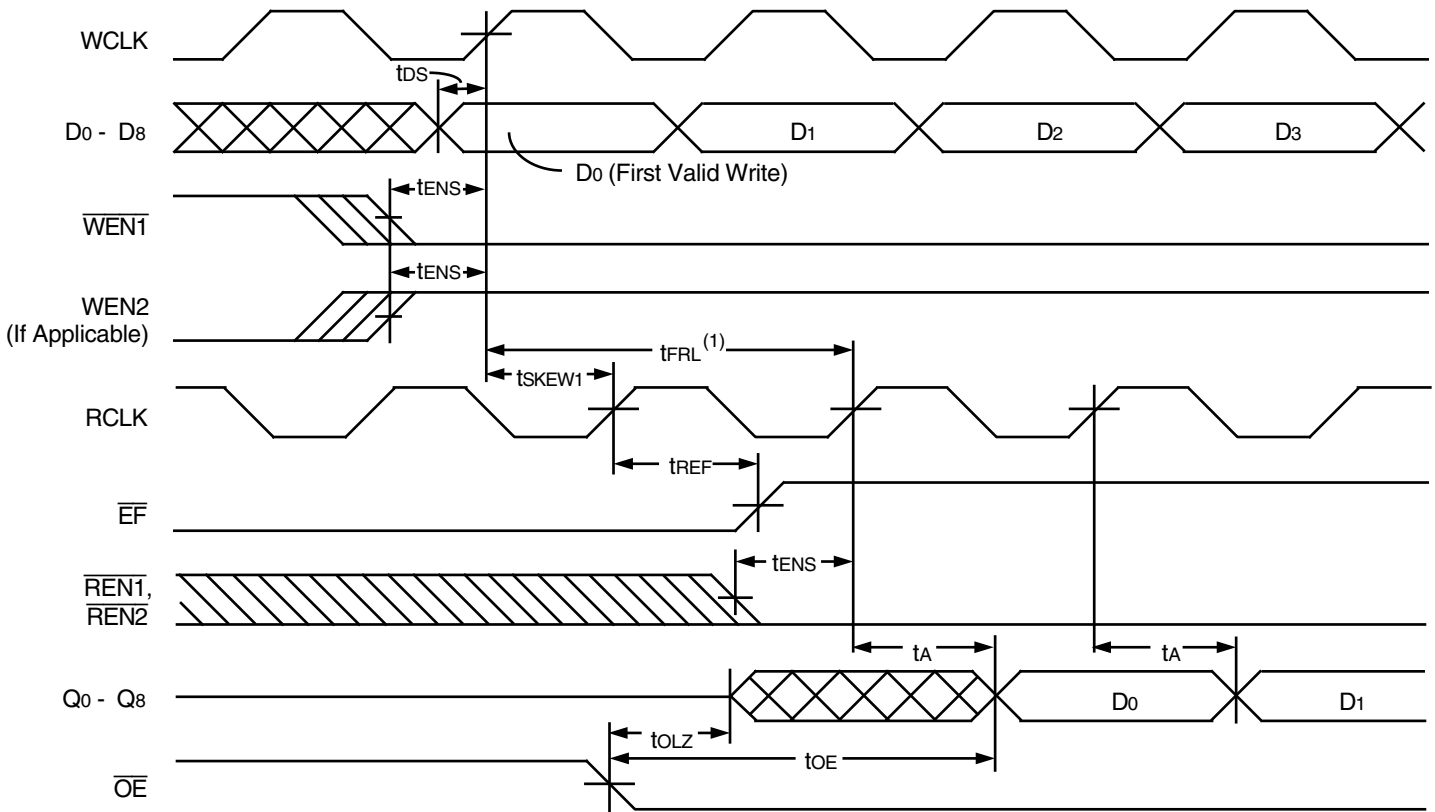 WCLK
tDS
D0 - D8
D1
D2
D3
D0 (First Valid Write)
tENS
WEN1
tENS
WEN2
(If Applicable)
tFRL(1)
tSKEW1
RCLK
tREF
EF
tENS
REN1,
REN2
tA
tA
Q0 - Q8
D0
D1
tOLZ
tOE
OE